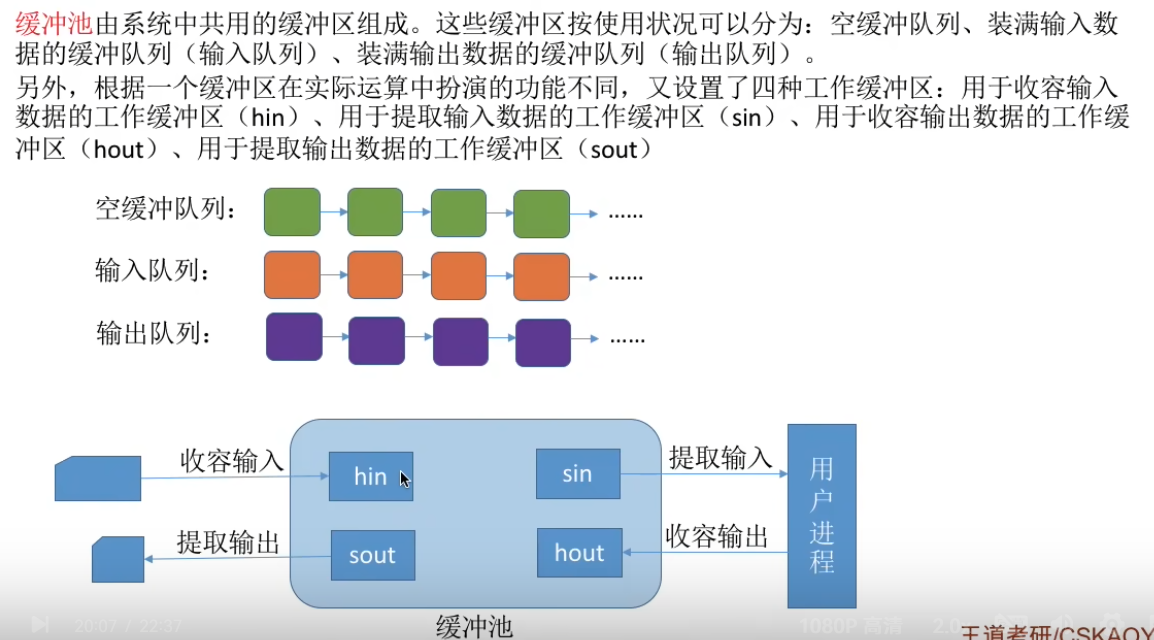 缓冲池由系统中共用的缓冲区组成。这些缓冲区按使用状况可以分为：空缓冲队列、装满输入数
据的缓冲队列（输入队列）、装满输出数据的缓冲队列（输出队列）。
另外，根据一个缓冲区在实际运算中扮演的功能不同，又设置了四种工作缓冲区：用于收容输入
数据的工作缓冲区（hin）、用于提取输入数据的工作缓冲区（sin）、用于收容输出数据的工作缓
冲区（hout）、用于提取输出数据的工作缓冲区（sout）
空缓冲队列： ……
输入队列： ……
输出队列： ……
收容输入 hin sin 提取输入
提取输出 sout hout 收容输出
用户进程
缓冲池
20:07 / 22:37 1080P 高清 2.0
王道考研/CSKAOY